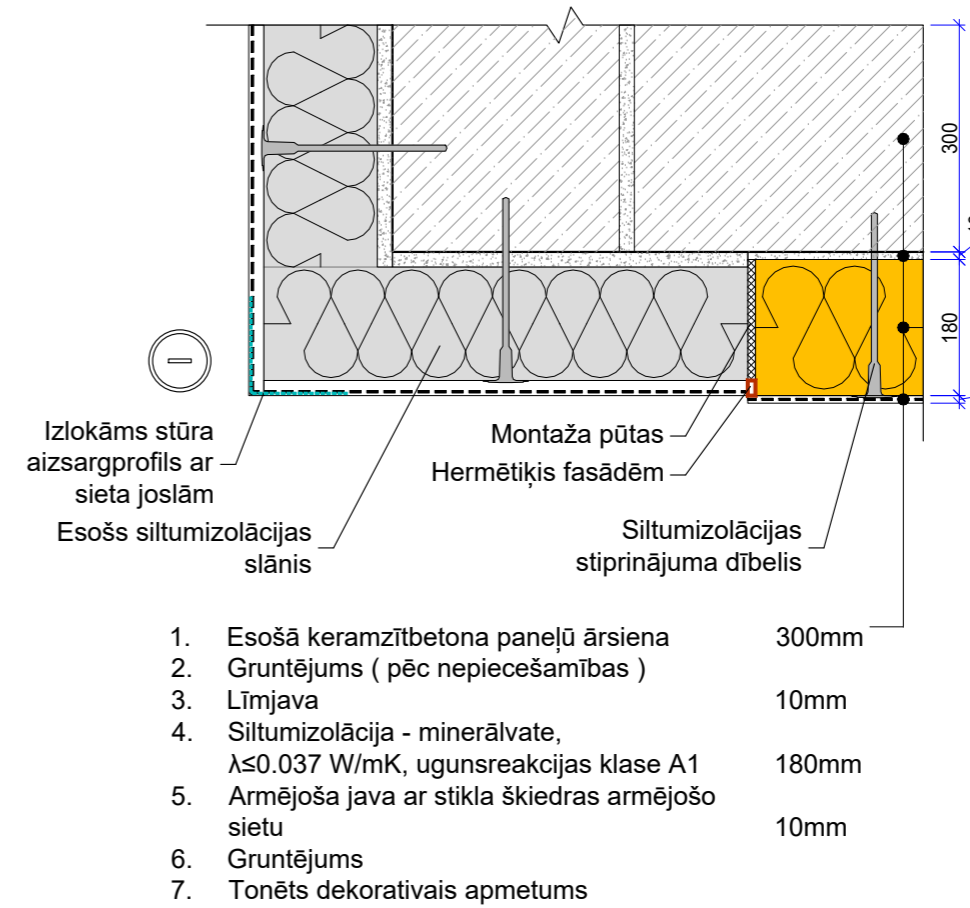 300
180
Izlokāms stūra
aizsargprofils ar
sieta joslām
Esošs siltumizolācijas
slānis
Montaža pūtas
Hermētiķis fasādēm
Siltumizolācijas
stiprinājuma dībelis
1. Esošā keramzītbetona paneļū ārsiena 300mm
2. Gruntējums ( pēc nepieciešamības )
3. Līmjava 10mm
4. Siltumizolācija - minerālvate,
λ≤0.037 W/mK, ugunsreakcijas klase A1 180mm
5. Armējoša java ar stikla škiedras armējošo
sietu 10mm
6. Gruntējums
7. Tonēts dekorativais apmetums